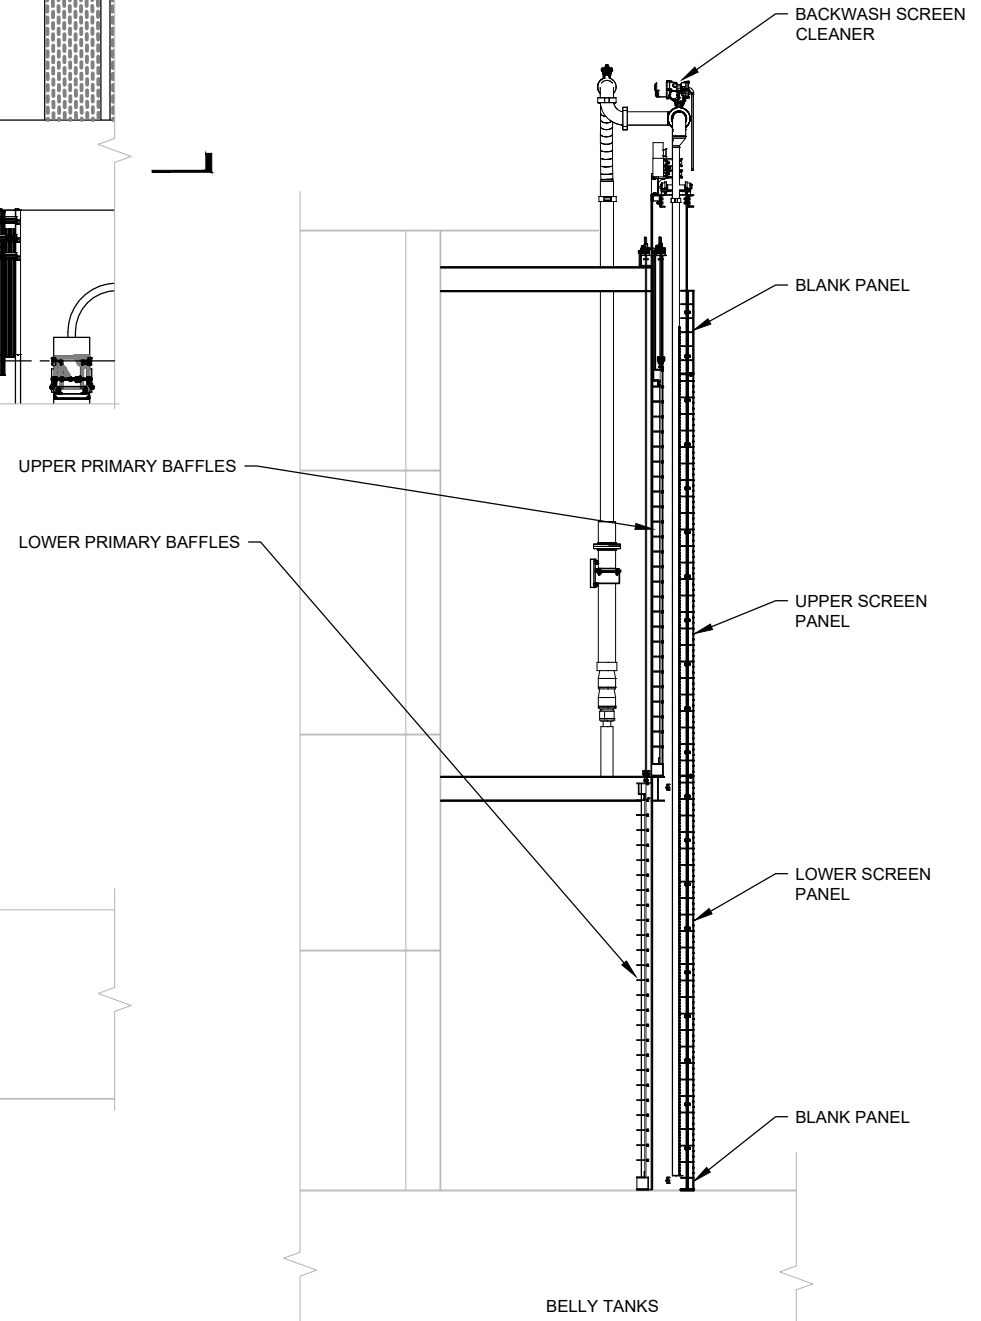 BACKWASH SCREEN
CLEANER
BLANK PANEL
UPPER PRIMARY BAFFLES
LOWER PRIMARY BAFFLES
UPPER SCREEN
PANEL
LOWER SCREEN
PANEL
BLANK PANEL
BELLY TANKS